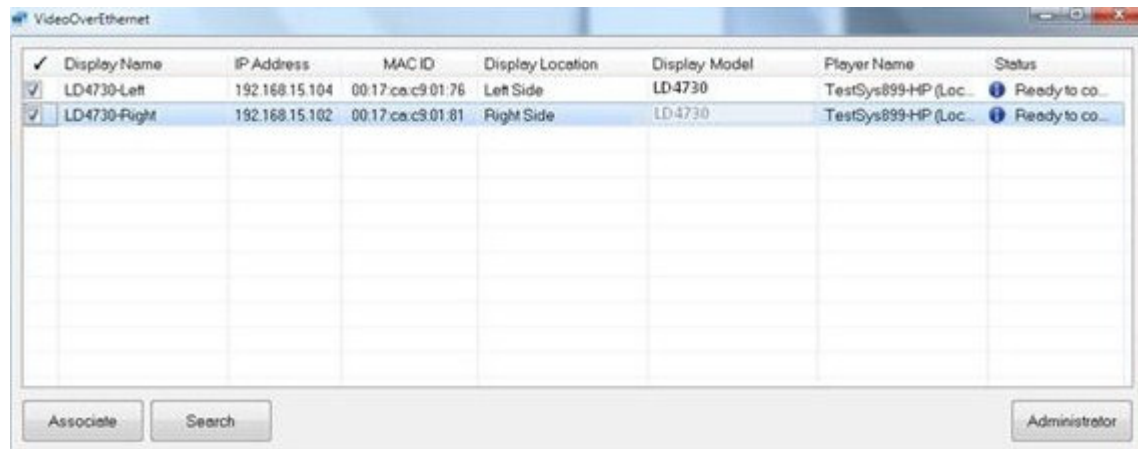 VideoOverEthernet
✓ Display Name IP Address MAC ID Display Location Display Model Player Name Status
LD4730-Left 192.168.15.104 00:17:ca:c9:01:76 Left Side LD4730 TestSys899-HP (Loc... Ready to co...
LD4730-Right 192.168.15.102 00:17:ca:c9:01:81 Right Side LD4730 TestSys899-HP (Loc... Ready to co...
Associate Search Administrator